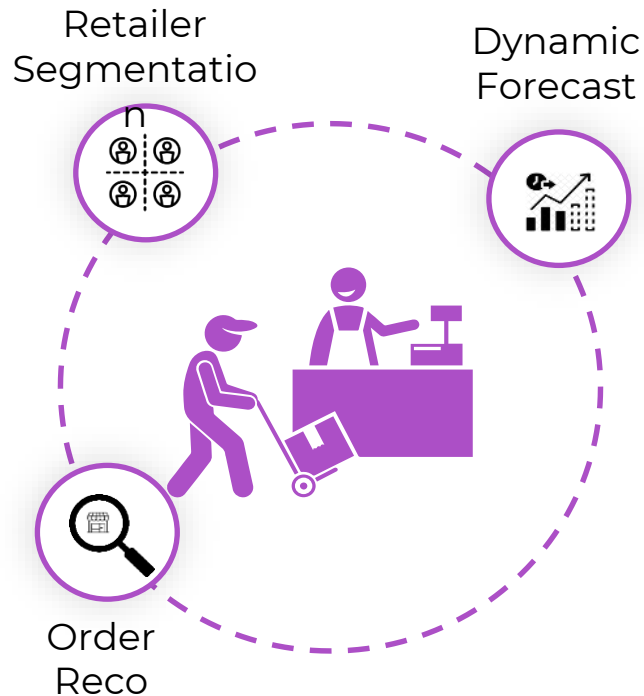 Retailer
Segmentatio
n
Dynamic
Forecast
Order
Reco